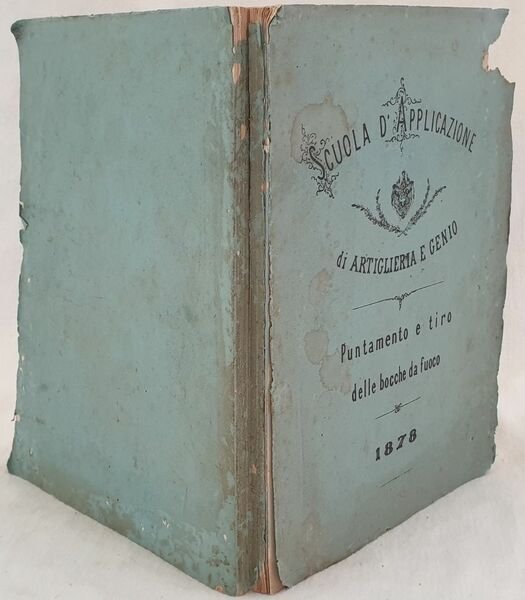 SCUOLA D'APPLICAZIONE
di ARTIGLIERIA E GENIO
Puntamento e tiro
delle bocche da fuoco
1878